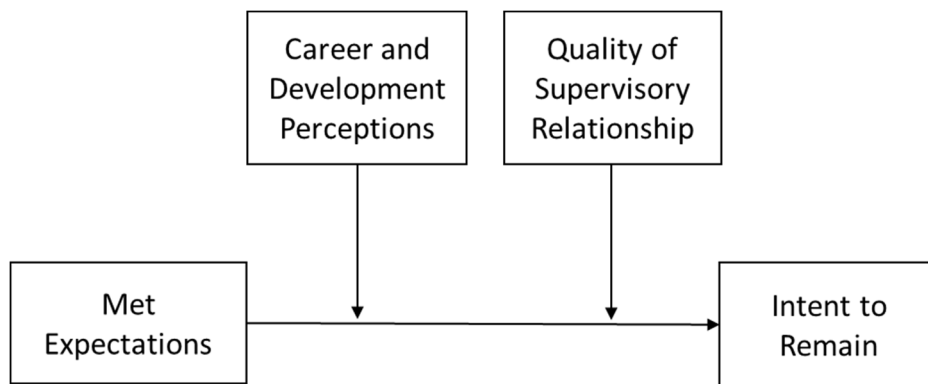 Career and
Development
Perceptions
Quality of
Supervisory
Relationship
Met
Expectations
Intent to
Remain